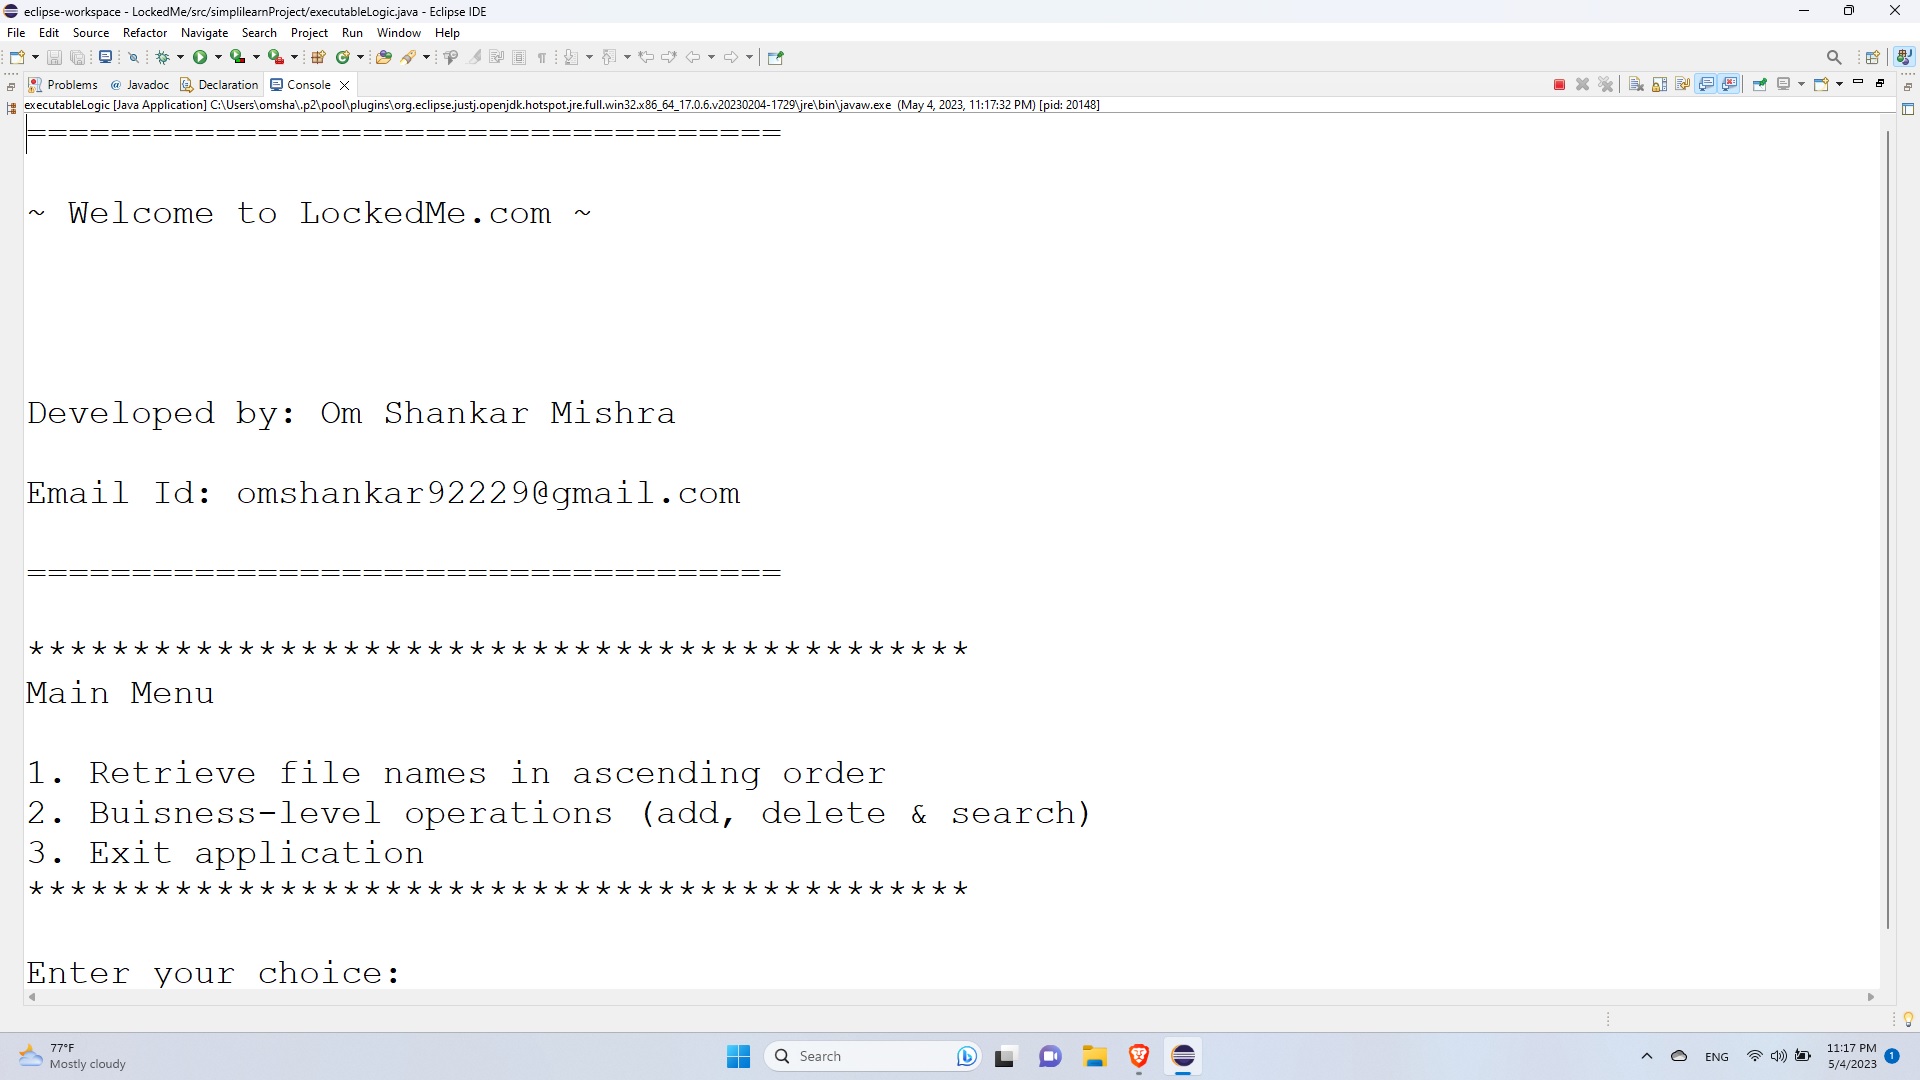 eclipse-workspace - LockedMe/src/simplilearnProject/executableLogic.java - Eclipse IDE
File Edit Source Refactor Navigate Search Project Run Window Help
Problems @ Javadoc Declaration Console
executableLogic [Java Application] C:\Users\omsha\.p2\pool\plugins\org.eclipse.justj.openjdk.hotspot.jre.full.win32.x86_64_17.0.6.v20230204-1729\jre\bin\javaw.exe (May 4, 2023, 11:17:32 PM) [pid: 20148]
====================================
~ Welcome to LockedMe.com ~
Developed by: Om Shankar Mishra
Email Id: omshankar92229@gmail.com
====================================
*********************************************
Main Menu
1. Retrieve file names in ascending order
2. Buisness-level operations (add, delete & search)
3. Exit application
*********************************************
Enter your choice:
77°F
Mostly cloudy
Search
ENG
11:17 PM
5/4/2023
1